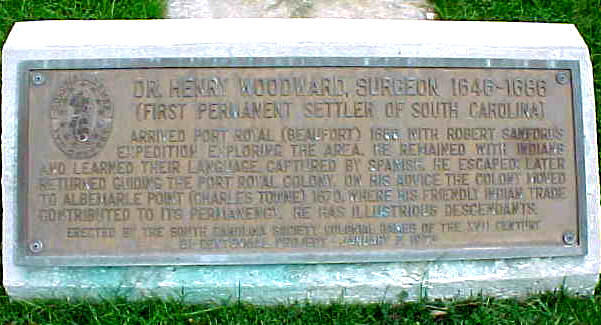 DR. HENRY WOODWARD, SURGEON 1646-1686
(FIRST PERMANENT SETTLER OF SOUTH CAROLINA)
ARRIVED PORT ROYAL (BEAUFORT) 1666 WITH ROBERT SANFORD'S
EXPEDITION EXPLORING THE AREA. HE REMAINED WITH INDIANS
AND LEARNED THEIR LANGUAGE. CAPTURED BY SPANISH, HE ESCAPED; LATER
RETURNED GUIDING THE PORT ROYAL COLONY. ON HIS ADVICE THE COLONY MOVED
TO ALBEMARLE POINT (CHARLES TOWNE) 1670, WHERE HIS FRIENDLY INDIAN TRADE
CONTRIBUTED TO ITS PERMANENCY. HE HAS ILLUSTRIOUS DESCENDANTS.
ERECTED BY THE SOUTH CAROLINA SOCIETY COLONIAL DAMES OF THE XVII CENTURY
BI-CENTENNIAL PROJECT - JANUARY